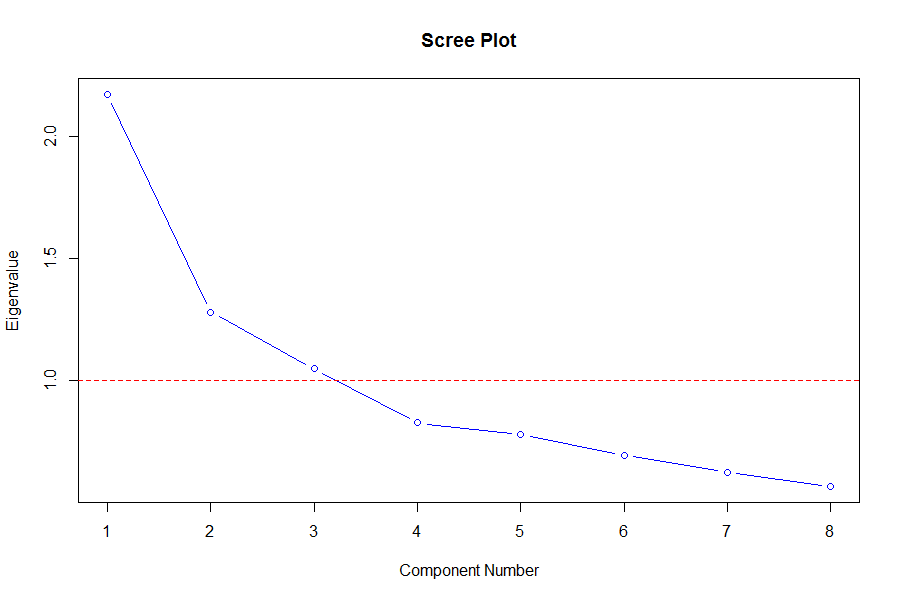 Scree Plot
Eigenvalue
2.0
1.5
1.0
1 2 3 4 5 6 7 8
Component Number